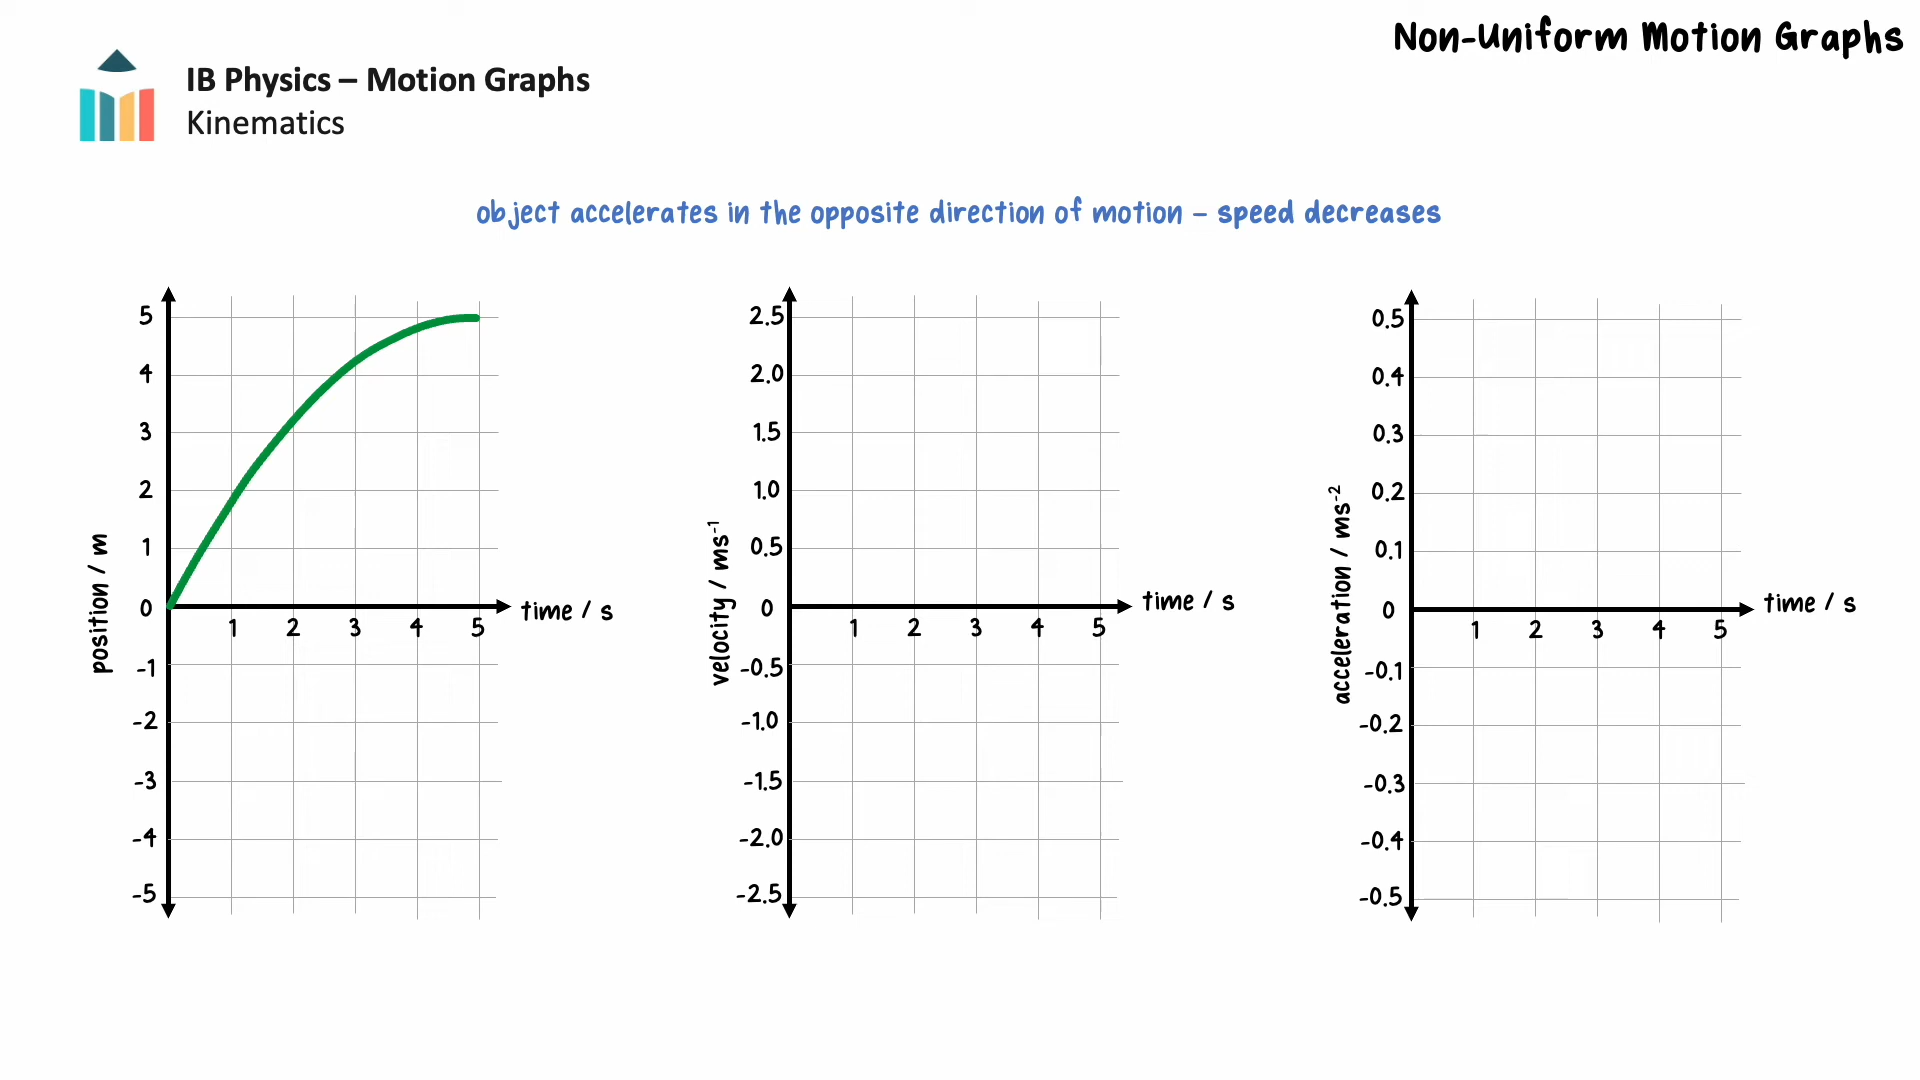 Non-Uniform Motion Graphs
IB Physics – Motion Graphs
Kinematics
object accelerates in the opposite direction of motion – speed decreases
position / m
5
4
3
2
1
0
-1
-2
-3
-4
-5
1 2 3 4 5
time / s
velocity / ms⁻¹
2.5
2.0
1.5
1.0
0.5
0
-0.5
-1.0
-1.5
-2.0
-2.5
1 2 3 4 5
time / s
acceleration / ms⁻²
0.5
0.4
0.3
0.2
0.1
0
-0.1
-0.2
-0.3
-0.4
-0.5
1 2 3 4 5
time / s